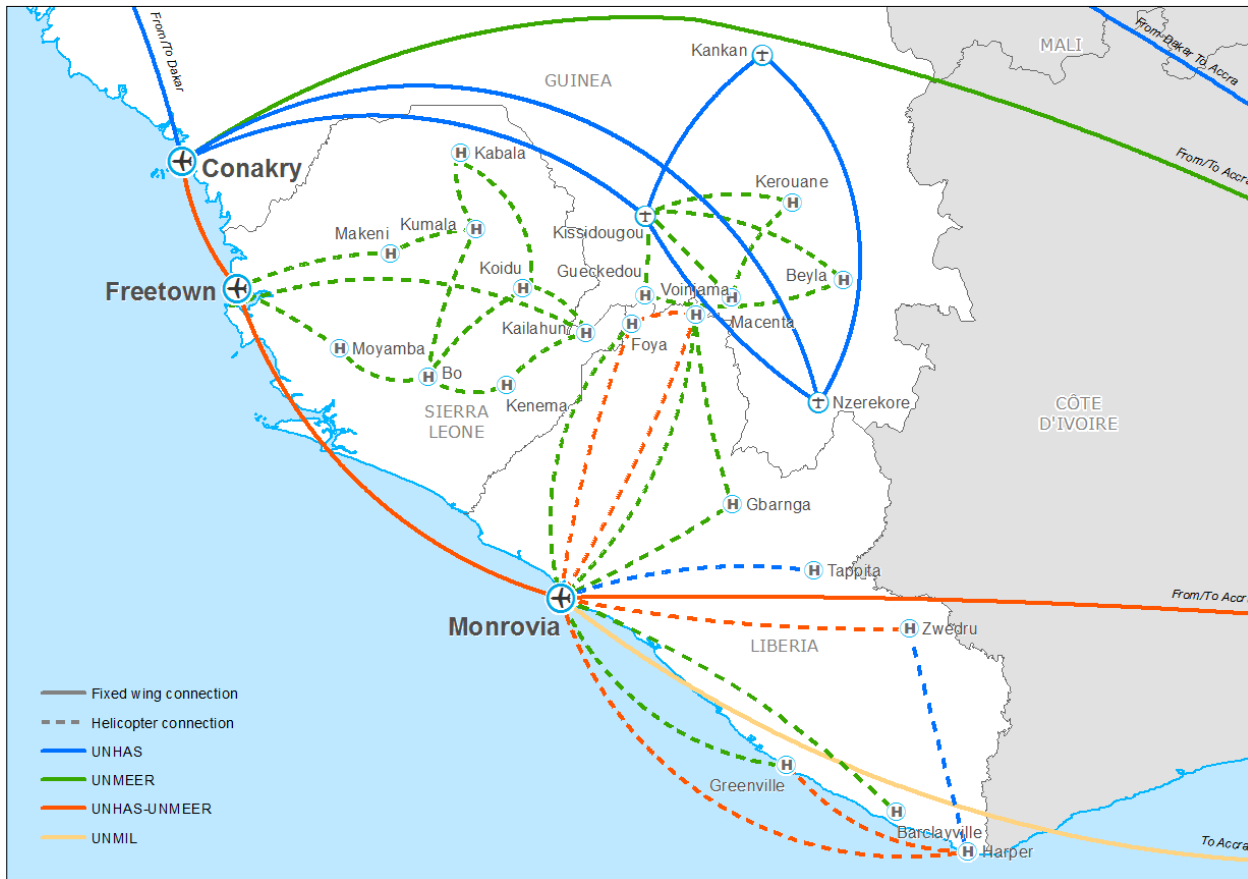 From/To Dakar
Kankan
MALI
From Dakar To Accra
GUINEA
Conakry
Kabala
Kerouane
From/To Accra
Makeni
Kumala
Kissidougou
Koidu
Gueckedou
Beyla
Freetown
Voinjama
Kailahun
Macenta
Foya
Moyamba
Bo
Kenema
SIERRA
LEONE
Nzerekore
CÔTE
D'IVOIRE
Gbarnga
Tappita
From/To Accra
Monrovia
Zwedru
LIBERIA
Fixed wing connection
Helicopter connection
UNHAS
UNMEER
UNHAS-UNMEER
UNMIL
Greenville
Barclayville
Harper
To Accra